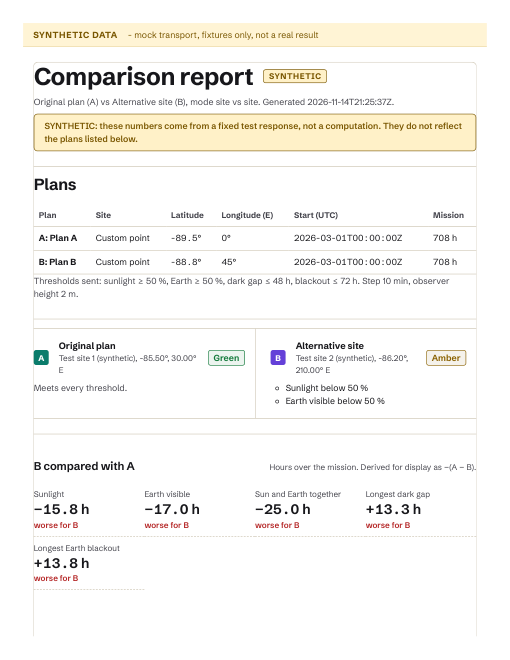 SYNTHETIC DATA – mock transport, fixtures only, not a real result
Comparison report SYNTHETIC
Original plan (A) vs Alternative site (B), mode site vs site. Generated 2026-11-14T21:25:37Z.
SYNTHETIC: these numbers come from a fixed test response, not a computation. They do not reflect
the plans listed below.
Plans
Plan Site Latitude Longitude (E) Start (UTC) Mission
A: Plan A Custom point -89.5° 0° 2026-03-01T00:00:00Z 708 h
B: Plan B Custom point -88.8° 45° 2026-03-01T00:00:00Z 708 h
Thresholds sent: sunlight ≥ 50 %, Earth ≥ 50 %, dark gap ≤ 48 h, blackout ≤ 72 h. Step 10 min, observer
height 2 m.
A Original plan
Test site 1 (synthetic), -85.50°, 30.00°
E
Green
Meets every threshold.
B Alternative site
Test site 2 (synthetic), -86.20°,
210.00° E
Amber
Sunlight below 50 %
Earth visible below 50 %
B compared with A Hours over the mission. Derived for display as −(A − B).
Sunlight Earth visible Sun and Earth together Longest dark gap
−15.8 h −17.0 h −25.0 h +13.3 h
worse for B worse for B worse for B worse for B
Longest Earth blackout
+13.8 h
worse for B